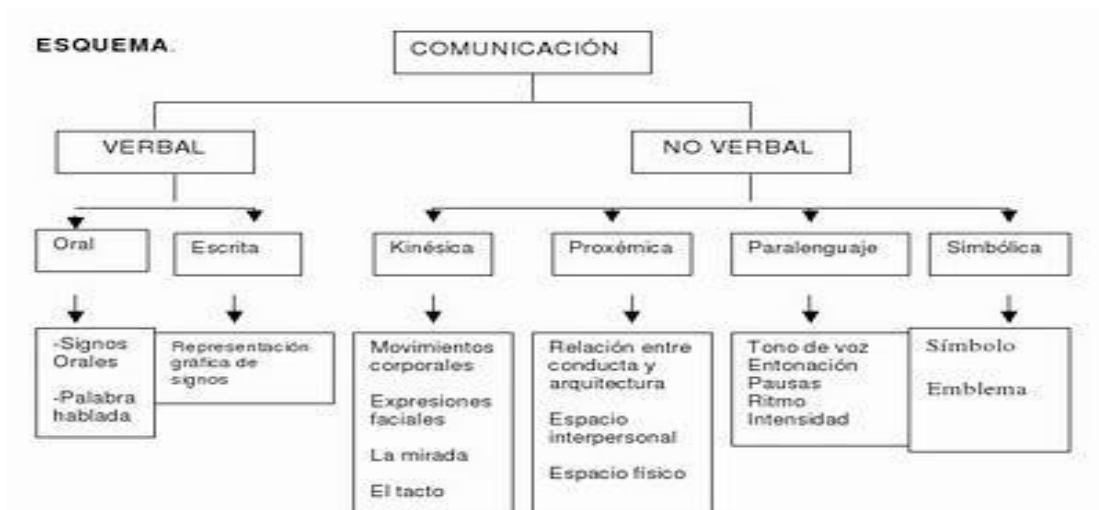 ESQUEMA.
COMUNICACIÓN
VERBAL
NO VERBAL
Oral
Escrita
Kinésica
Proxémica
Paralenguaje
Simbólica
-Signos
Orales
-Palabra
hablada
Representación
gráfica de
signos
Movimientos
corporales
Expresiones
faciales
La mirada
El tacto
Relación entre
conducta y
arquitectura
Espacio
interpersonal
Espacio físico
Tono de voz
Entonación
Pausas
Ritmo
Intensidad
Símbolo
Emblema